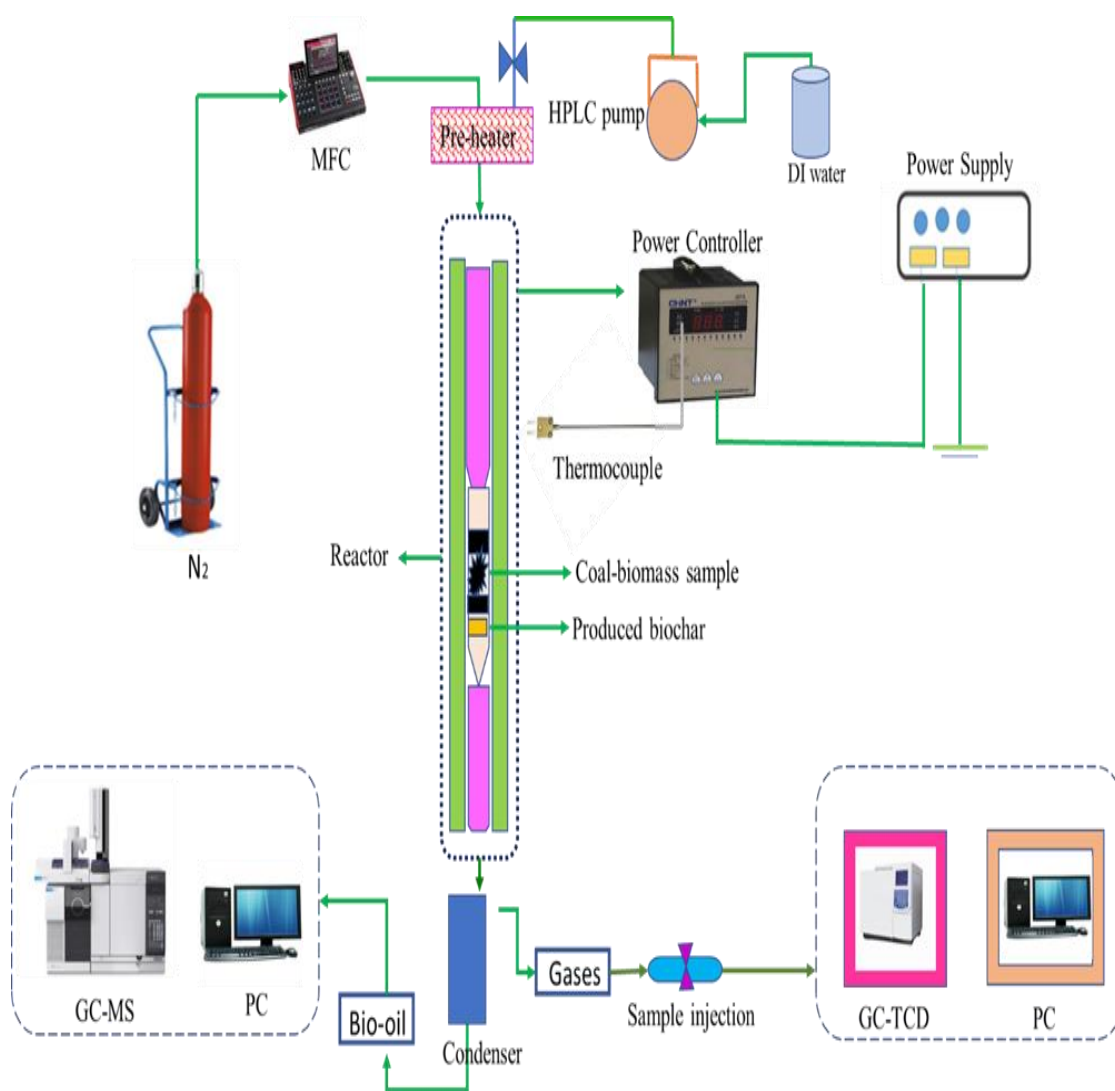 MFC
Pre-heater
HPLC pump
DI water
Power Supply
Power Controller
CHNT
Thermocouple
N₂
Reactor
Coal-biomass sample
Produced biochar
GC-MS
PC
Bio-oil
Condenser
Gases
Sample injection
GC-TCD
PC